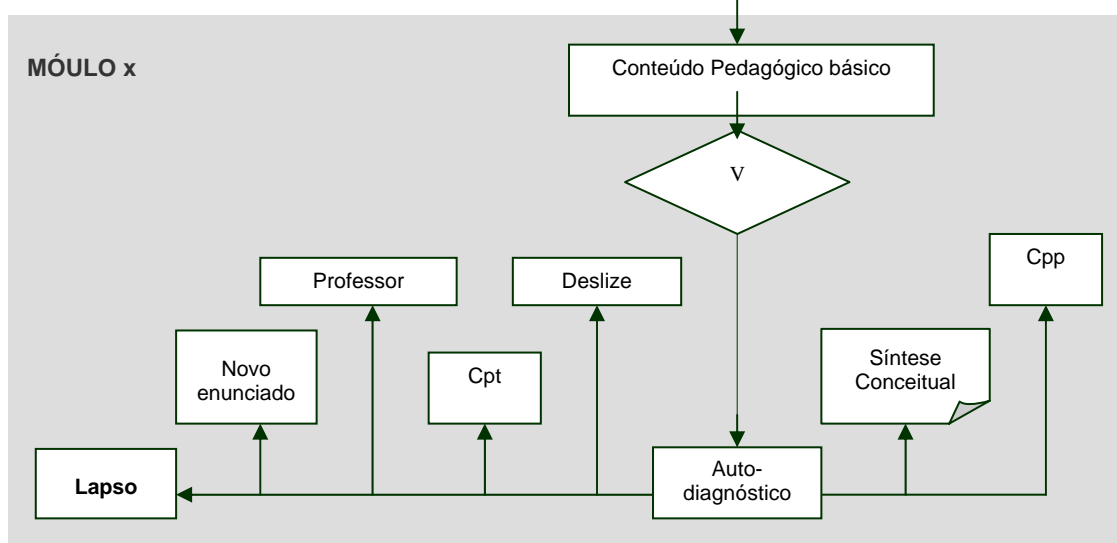 MÓULO x
Conteúdo Pedagógico básico
V
Cpp
Professor
Deslize
Novo
enunciado
Cpt
Síntese
Conceitual
Lapso
Auto-
diagnóstico